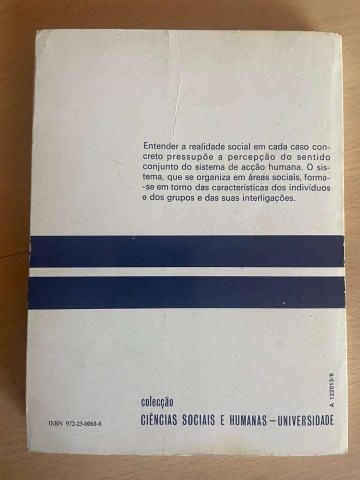 Entender a realidade social em cada caso con-
creto pressupõe a percepção do sentido
conjunto do sistema de acção humana. O sis-
tema, que se organiza em áreas sociais, forma-
-se em torno das características dos indivíduos
e dos grupos e das suas interligações.
A 122013/6
colecção
CIÊNCIAS SOCIAIS E HUMANAS — UNIVERSIDADE
ISBN 972-25-0068-6